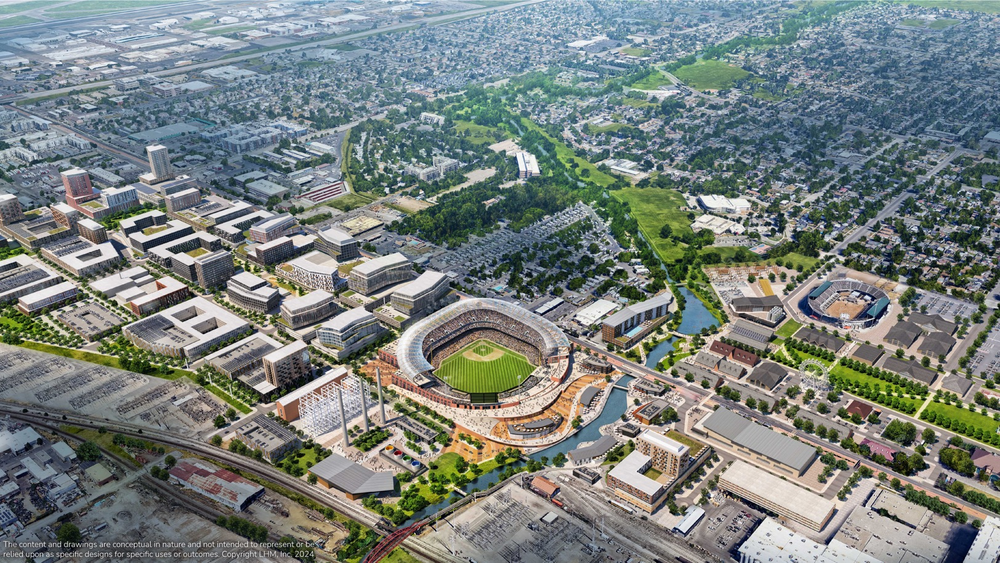 The content and drawings are conceptual in nature and not intended to represent or be
relied upon as specific designs for specific uses or outcomes. Copyright LHM, Inc. 2024